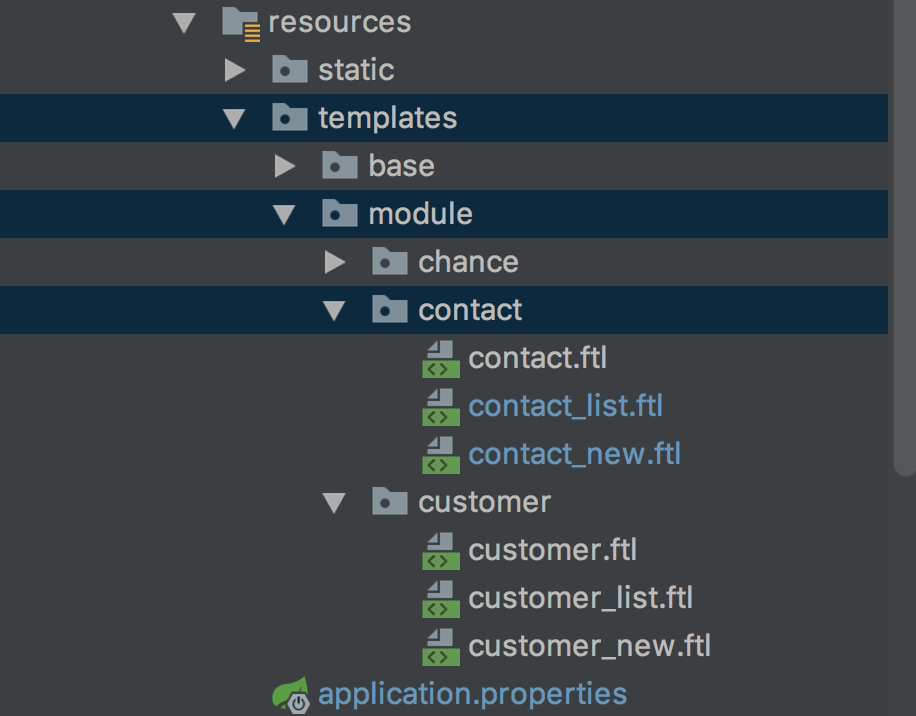 resources
static
templates
base
module
chance
contact
contact.ftl
contact_list.ftl
contact_new.ftl
customer
customer.ftl
customer_list.ftl
customer_new.ftl
application.properties